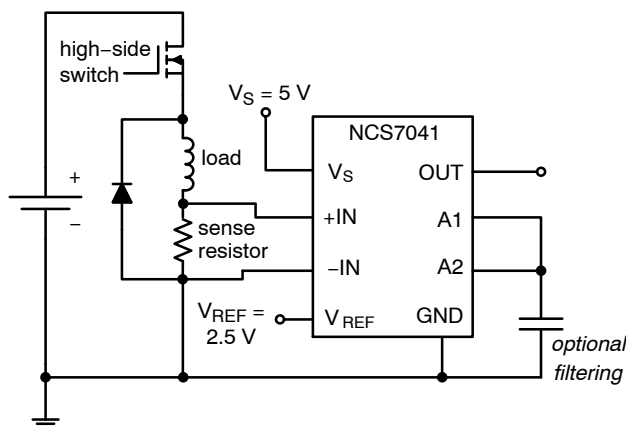 high–side
switch
V_S = 5 V
NCS7041
+
–
load
V_S
OUT
+IN
A1
sense
resistor
–IN
A2
V_REF =
2.5 V
V_REF
GND
optional
filtering